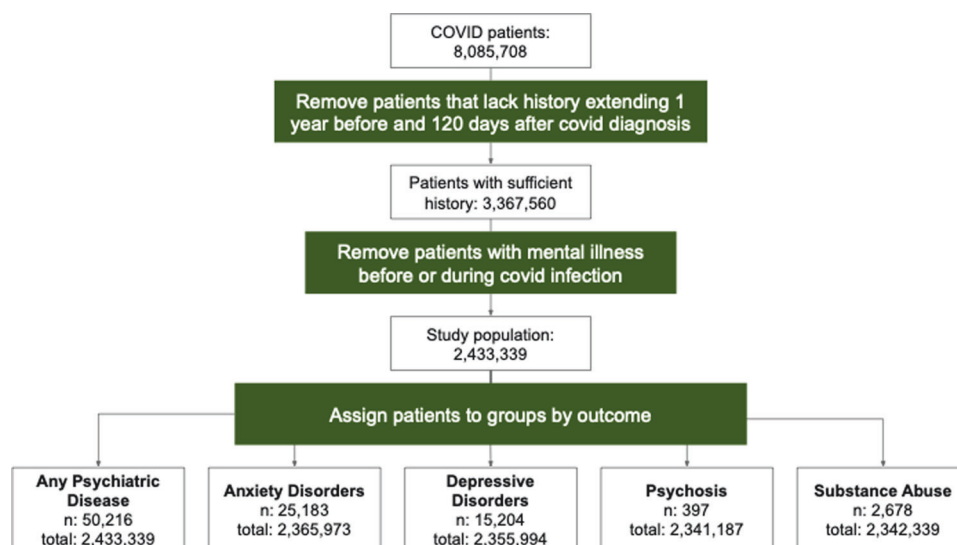 COVID patients:
8,085,708
Remove patients that lack history extending 1
year before and 120 days after covid diagnosis
Patients with sufficient
history: 3,367,560
Remove patients with mental illness
before or during covid infection
Study population:
2,433,339
Assign patients to groups by outcome
Any Psychiatric
Disease
n: 50,216
total: 2,433,339
Anxiety Disorders
n: 25,183
total: 2,365,973
Depressive
Disorders
n: 15,204
total: 2,355,994
Psychosis
n: 397
total: 2,341,187
Substance Abuse
n: 2,678
total: 2,342,339